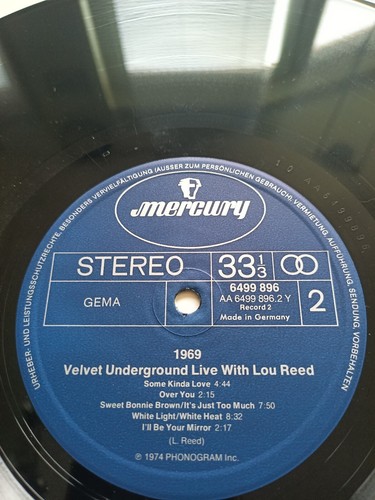 URHEBER- UND LEISTUNGSSCHUTZRECHTE, BESONDERS VERVIELFÄLTIGUNG (AUSSER ZUM PERSÖNLICHEN GEBRAUCH), VERMIETUNG, AUFFÜHRUNG, SENDUNG, VORBEHALTEN
mercury
STEREO 33 1/3
GEMA
6499 896
AA 6499 896.2 Y
Record 2
Made in Germany
2
1969
Velvet Underground Live With Lou Reed
Some Kinda Love 4:44
Over You 2:15
Sweet Bonnie Brown/It's Just Too Much 7:50
White Light/White Heat 8:32
I'll Be Your Mirror 2:17
(L. Reed)
℗ 1974 PHONOGRAM Inc.